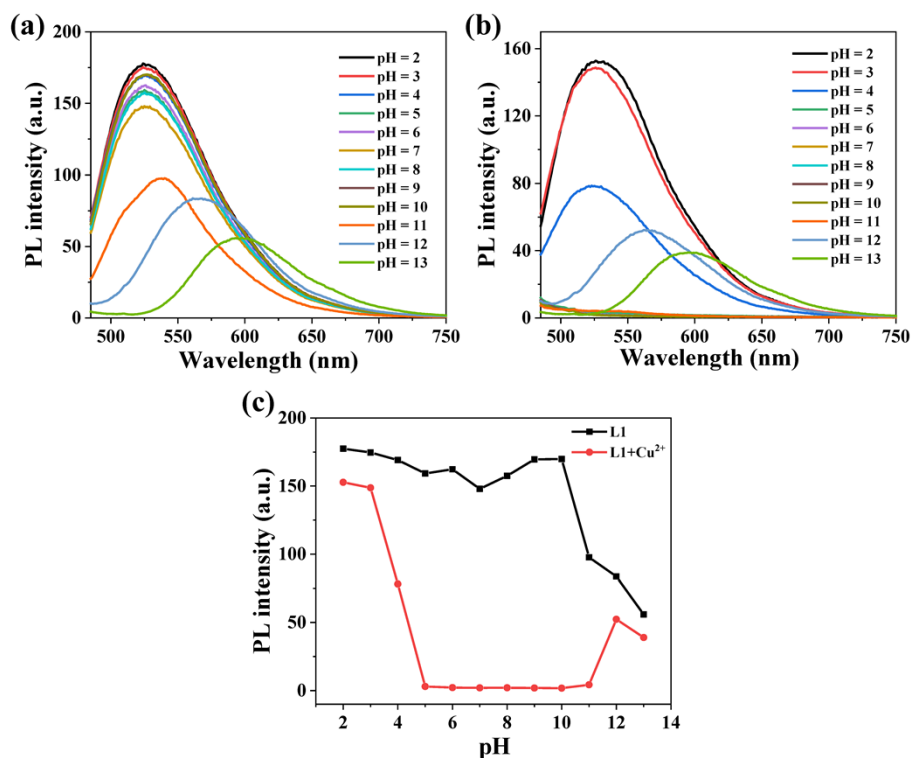 (a)
200
150
100
50
0
PL intensity (a.u.)
500 550 600 650 700 750
Wavelength (nm)
pH = 2
pH = 3
pH = 4
pH = 5
pH = 6
pH = 7
pH = 8
pH = 9
pH = 10
pH = 11
pH = 12
pH = 13
(b)
160
120
80
40
0
PL intensity (a.u.)
500 550 600 650 700 750
Wavelength (nm)
pH = 2
pH = 3
pH = 4
pH = 5
pH = 6
pH = 7
pH = 8
pH = 9
pH = 10
pH = 11
pH = 12
pH = 13
(c)
200
150
100
50
0
PL intensity (a.u.)
2 4 6 8 10 12 14
pH
L1
L1+Cu²⁺